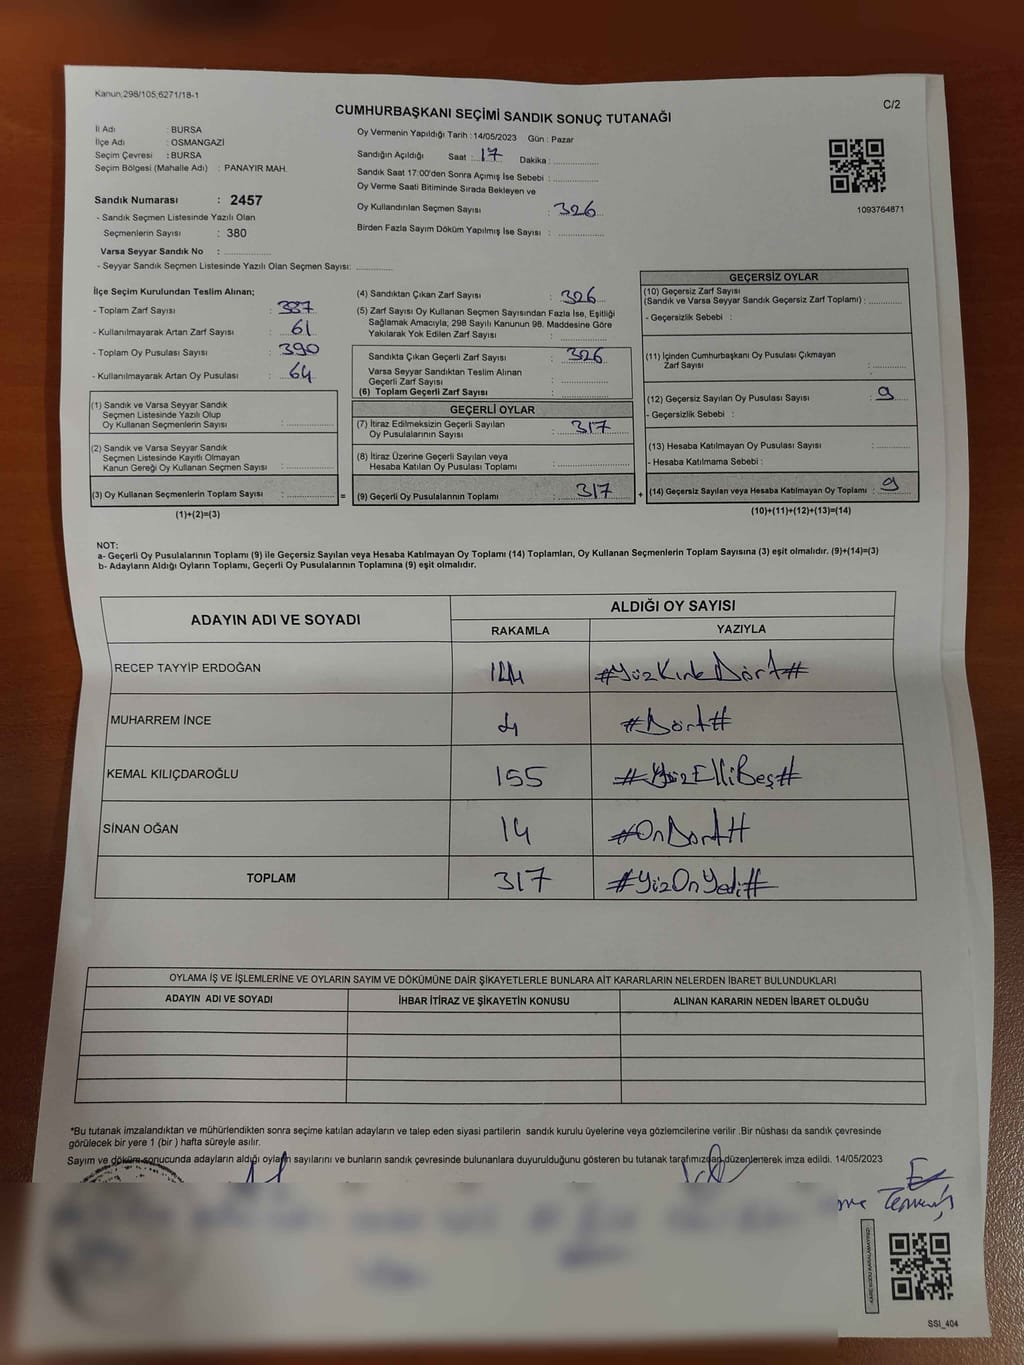 Kanun;298/105;6271/18-1
C/2
CUMHURBAŞKANI SEÇİMİ SANDIK SONUÇ TUTANAĞI
İl Adı : BURSA
İlçe Adı : OSMANGAZİ
Seçim Çevresi : BURSA
Seçim Bölgesi (Mahalle Adı) : PANAYIR MAH.
Sandık Numarası : 2457
- Sandık Seçmen Listesinde Yazılı Olan
Seçmenlerin Sayısı : 380
Varsa Seyyar Sandık No :
- Seyyar Sandık Seçmen Listesinde Yazılı Olan Seçmen Sayısı:
Oy Vermenin Yapıldığı Tarih : 14/05/2023 Gün : Pazar
Sandığın Açıldığı Saat : 17 Dakika :
Sandık Saat 17:00'den Sonra Açımış İse Sebebi :
Oy Verme Saati Bitiminde Sırada Bekleyen ve
Oy Kullandırılan Seçmen Sayısı : 326
Birden Fazla Sayım Döküm Yapılmış İse Sayısı :
1093764871
İlçe Seçim Kurulundan Teslim Alınan;
- Toplam Zarf Sayısı : 387
- Kullanılmayarak Artan Zarf Sayısı : 61
- Toplam Oy Pusulası Sayısı : 390
- Kullanılmayarak Artan Oy Pusulası : 64
(1) Sandık ve Varsa Seyyar Sandık
Seçmen Listesinde Yazılı Olup
Oy Kullanan Seçmenlerin Sayısı :
(2) Sandık ve Varsa Seyyar Sandık
Seçmen Listesinde Kayıtlı Olmayan
Kanun Gereği Oy Kullanan Seçmen Sayısı :
(3) Oy Kullanan Seçmenlerin Toplam Sayısı :
(1)+(2)=(3)
(4) Sandıktan Çıkan Zarf Sayısı : 326
(5) Zarf Sayısı Oy Kullanan Seçmen Sayısından Fazla İse, Eşitliği
Sağlamak Amacıyla; 298 Sayılı Kanunun 98. Maddesine Göre
Yakılarak Yok Edilen Zarf Sayısı :
Sandıkta Çıkan Geçerli Zarf Sayısı : 326
Varsa Seyyar Sandıktan Teslim Alınan
Geçerli Zarf Sayısı :
(6) Toplam Geçerli Zarf Sayısı :
GEÇERLİ OYLAR
(7) İtiraz Edilmeksizin Geçerli Sayılan
Oy Pusulalarının Sayısı : 317
(8) İtiraz Üzerine Geçerli Sayılan veya
Hesaba Katılan Oy Pusulası Toplamı :
= (9) Geçerli Oy Pusulalarının Toplamı : 317 +
GEÇERSİZ OYLAR
(10) Geçersiz Zarf Sayısı
(Sandık ve Varsa Seyyar Sandık Geçersiz Zarf Toplamı) :
- Geçersizlik Sebebi :
(11) İçinden Cumhurbaşkanı Oy Pusulası Çıkmayan
Zarf Sayısı :
(12) Geçersiz Sayılan Oy Pusulası Sayısı : 9
- Geçersizlik Sebebi :
(13) Hesaba Katılmayan Oy Pusulası Sayısı :
- Hesaba Katılmama Sebebi :
(14) Geçersiz Sayılan veya Hesaba Katılmayan Oy Toplamı : 9
(10)+(11)+(12)+(13)=(14)
NOT:
a- Geçerli Oy Pusulalarının Toplamı (9) ile Geçersiz Sayılan veya Hesaba Katılmayan Oy Toplamı (14) Toplamları, Oy Kullanan Seçmenlerin Toplam Sayısına (3) eşit olmalıdır. (9)+(14)=(3)
b- Adayların Aldığı Oyların Toplamı, Geçerli Oy Pusulalarının Toplamına (9) eşit olmalıdır.
ADAYIN ADI VE SOYADI ALDIĞI OY SAYISI
RAKAMLA YAZIYLA
RECEP TAYYİP ERDOĞAN 144 #YüzKırkDört#
MUHARREM İNCE 4 #Dört#
KEMAL KILIÇDAROĞLU 155 #YüzElliBeş#
SİNAN OĞAN 14 #OnDört#
TOPLAM 317 #YüzOnYedi#
OYLAMA İŞ VE İŞLEMLERİNE VE OYLARIN SAYIM VE DÖKÜMÜNE DAİR ŞİKAYETLERLE BUNLARA AİT KARARLARIN NELERDEN İBARET BULUNDUKLARI
ADAYIN ADI VE SOYADI İHBAR İTİRAZ VE ŞİKAYETİN KONUSU ALINAN KARARIN NEDEN İBARET OLDUĞU
*Bu tutanak imzalandıktan ve mühürlendikten sonra seçime katılan adayların ve talep eden siyasi partilerin sandık kurulu üyelerine veya gözlemcilerine verilir. Bir nüshası da sandık çevresinde
görülecek bir yere 1 (bir ) hafta süreyle asılır.
Sayım ve döküm sonucunda adayların aldığı oyların sayılarını ve bunların sandık çevresinde bulunanlara duyurulduğunu gösteren bu tutanak tarafımızdan düzenlenerek imza edildi. 14/05/2023
SSI_404